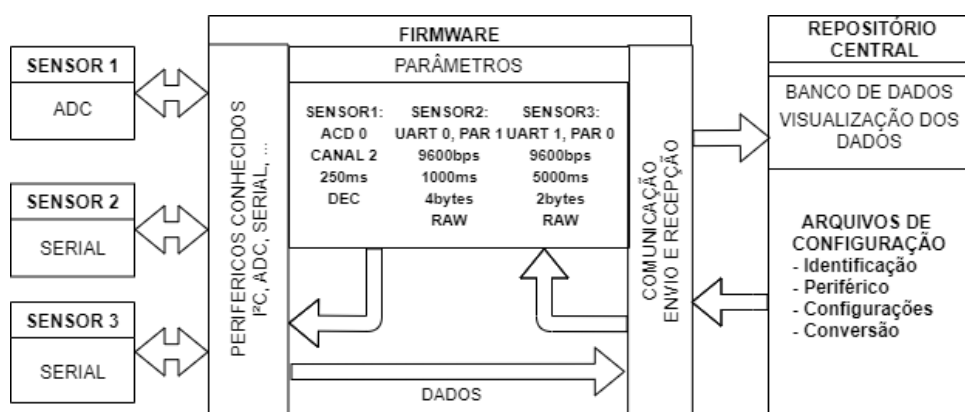 SENSOR 1
ADC
SENSOR 2
SERIAL
SENSOR 3
SERIAL
FIRMWARE
PERIFERICOS CONHECIDOS
I²C, ADC, SERIAL, ...
PARÂMETROS
SENSOR1:
ACD 0
CANAL 2
250ms
DEC
SENSOR2:
UART 0, PAR 1
9600bps
1000ms
4bytes
RAW
SENSOR3:
UART 1, PAR 0
9600bps
5000ms
2bytes
RAW
DADOS
COMUNICAÇÃO
ENVIO E RECEPÇÃO
REPOSITÓRIO
CENTRAL
BANCO DE DADOS
VISUALIZAÇÃO DOS
DADOS
ARQUIVOS DE
CONFIGURAÇÃO
- Identificação
- Periférico
- Configurações
- Conversão